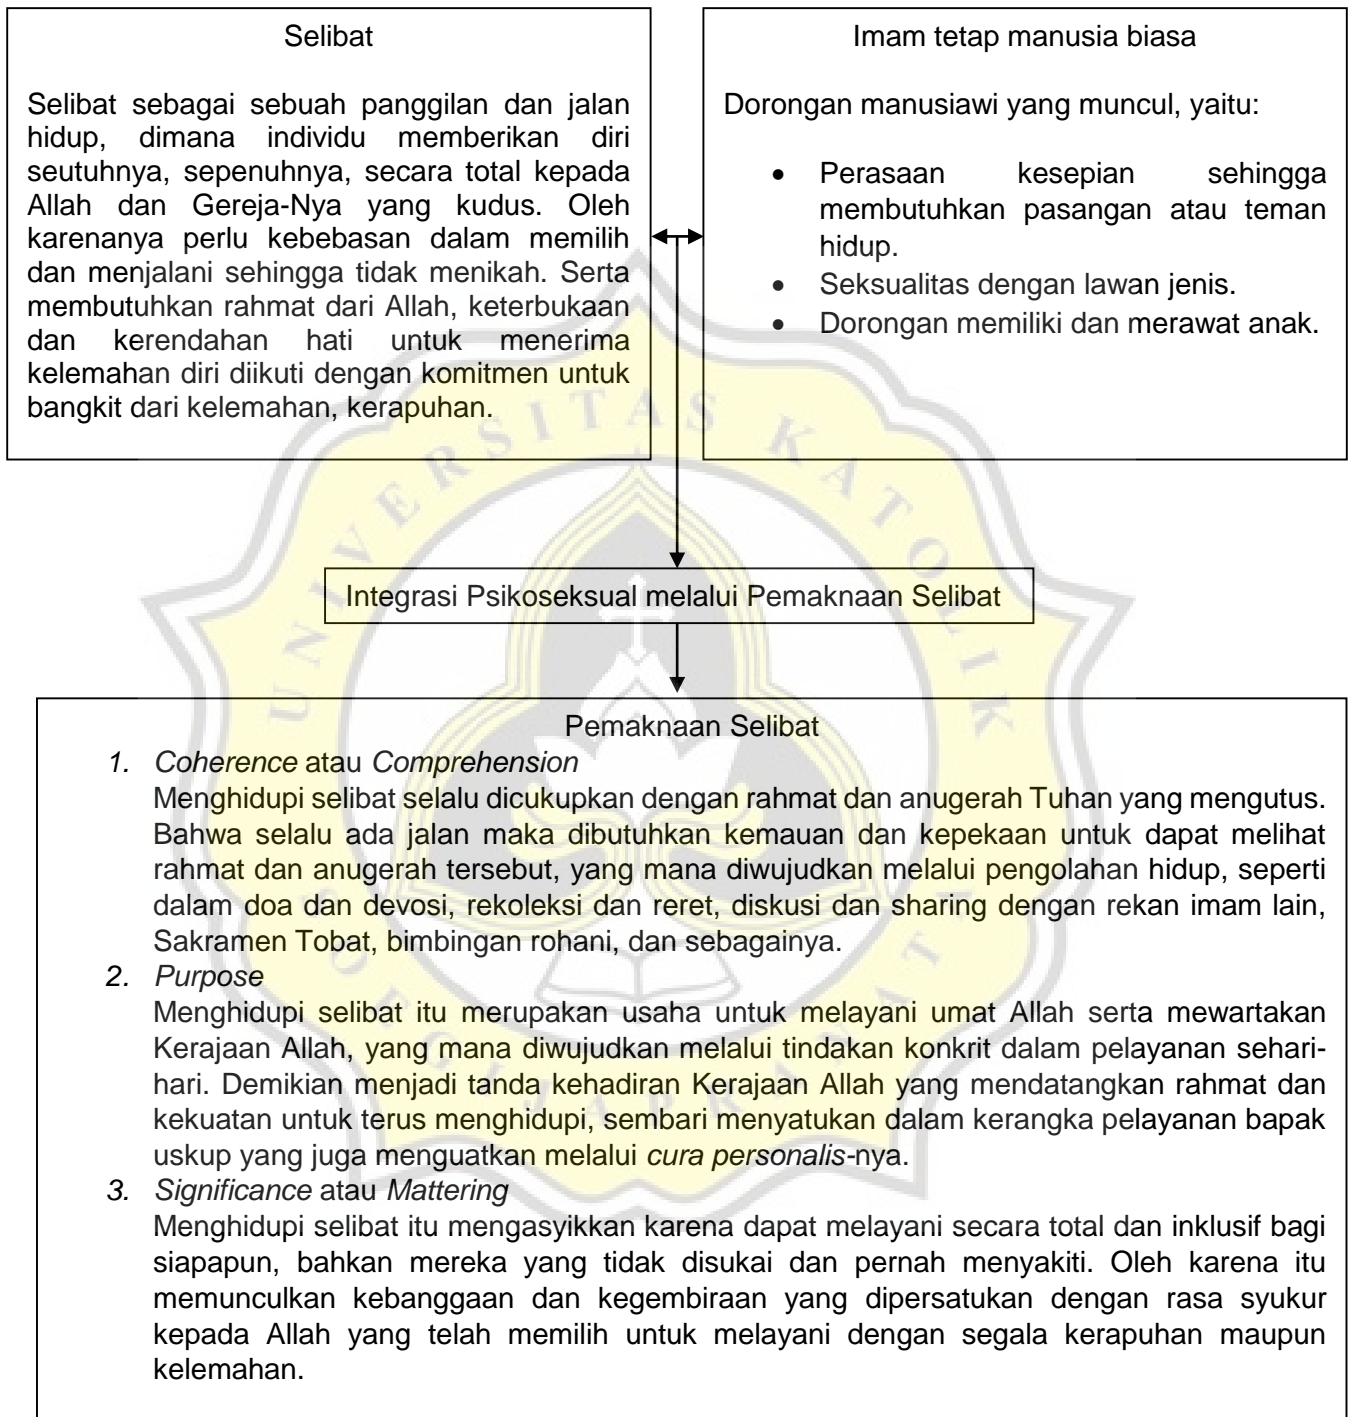 Selibat
Selibat sebagai sebuah panggilan dan jalan
hidup, dimana individu memberikan diri
seutuhnya, sepenuhnya, secara total kepada
Allah dan Gereja-Nya yang kudus. Oleh
karenanya perlu kebebasan dalam memilih
dan menjalani sehingga tidak menikah. Serta
membutuhkan rahmat dari Allah, keterbukaan
dan kerendahan hati untuk menerima
kelemahan diri diikuti dengan komitmen untuk
bangkit dari kelemahan, kerapuhan.
Imam tetap manusia biasa
Dorongan manusiawi yang muncul, yaitu:
• Perasaan kesepian sehingga
membutuhkan pasangan atau teman
hidup.
• Seksualitas dengan lawan jenis.
• Dorongan memiliki dan merawat anak.
Integrasi Psikoseksual melalui Pemaknaan Selibat
Pemaknaan Selibat
1. Coherence atau Comprehension
Menghidupi selibat selalu dicukupkan dengan rahmat dan anugerah Tuhan yang mengutus.
Bahwa selalu ada jalan maka dibutuhkan kemauan dan kepekaan untuk dapat melihat
rahmat dan anugerah tersebut, yang mana diwujudkan melalui pengolahan hidup, seperti
dalam doa dan devosi, rekoleksi dan reret, diskusi dan sharing dengan rekan imam lain,
Sakramen Tobat, bimbingan rohani, dan sebagainya.
2. Purpose
Menghidupi selibat itu merupakan usaha untuk melayani umat Allah serta mewartakan
Kerajaan Allah, yang mana diwujudkan melalui tindakan konkrit dalam pelayanan sehari-
hari. Demikian menjadi tanda kehadiran Kerajaan Allah yang mendatangkan rahmat dan
kekuatan untuk terus menghidupi, sembari menyatukan dalam kerangka pelayanan bapak
uskup yang juga menguatkan melalui cura personalis-nya.
3. Significance atau Mattering
Menghidupi selibat itu mengasyikkan karena dapat melayani secara total dan inklusif bagi
siapapun, bahkan mereka yang tidak disukai dan pernah menyakiti. Oleh karena itu
memunculkan kebanggaan dan kegembiraan yang dipersatukan dengan rasa syukur
kepada Allah yang telah memilih untuk melayani dengan segala kerapuhan maupun
kelemahan.
UNIVERSITAS KATOLIK
SOEGIJAPRANATA